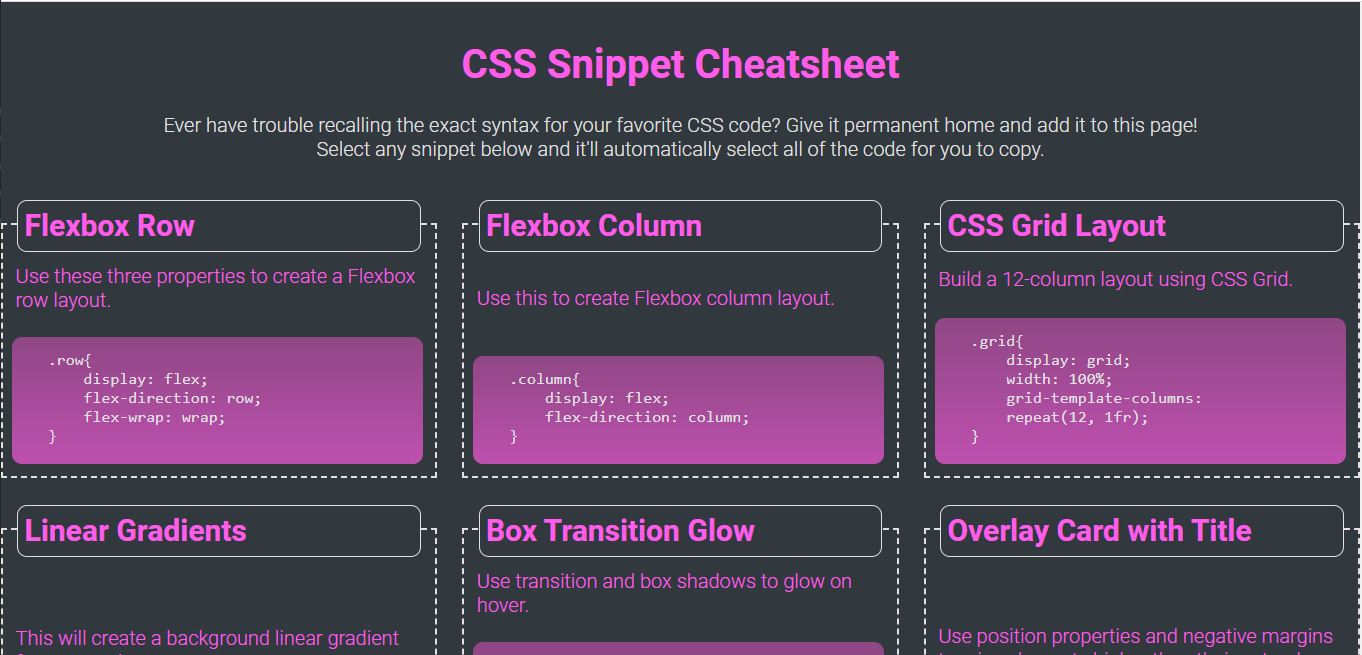 CSS Snippet Cheatsheet
Ever have trouble recalling the exact syntax for your favorite CSS code? Give it permanent home and add it to this page!
Select any snippet below and it'll automatically select all of the code for you to copy.
Flexbox Row
Use these three properties to create a Flexbox
row layout.
.row{
display: flex;
flex-direction: row;
flex-wrap: wrap;
}
Flexbox Column
Use this to create Flexbox column layout.
.column{
display: flex;
flex-direction: column;
}
CSS Grid Layout
Build a 12-column layout using CSS Grid.
.grid{
display: grid;
width: 100%;
grid-template-columns:
repeat(12, 1fr);
}
Linear Gradients
This will create a background linear gradient
Box Transition Glow
Use transition and box shadows to glow on
hover.
Overlay Card with Title
Use position properties and negative margins